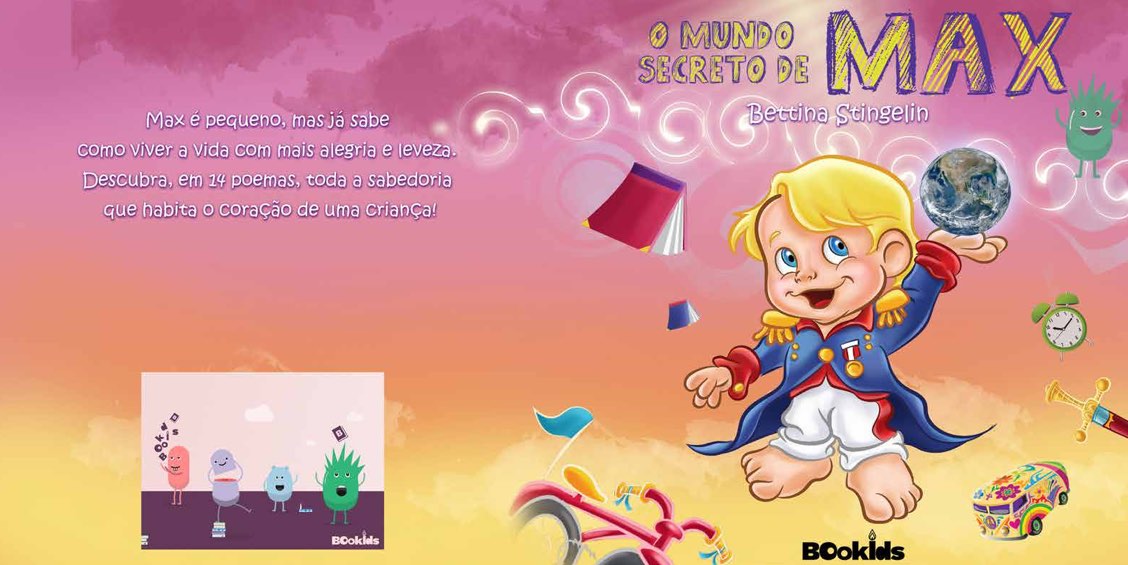 O MUNDO
SECRETO DE
MAX
Bettina Stingelin
Max é pequeno, mas já sabe
como viver a vida com mais alegria e leveza.
Descubra, em 14 poemas, toda a sabedoria
que habita o coração de uma criança!
BOokids
BOokids